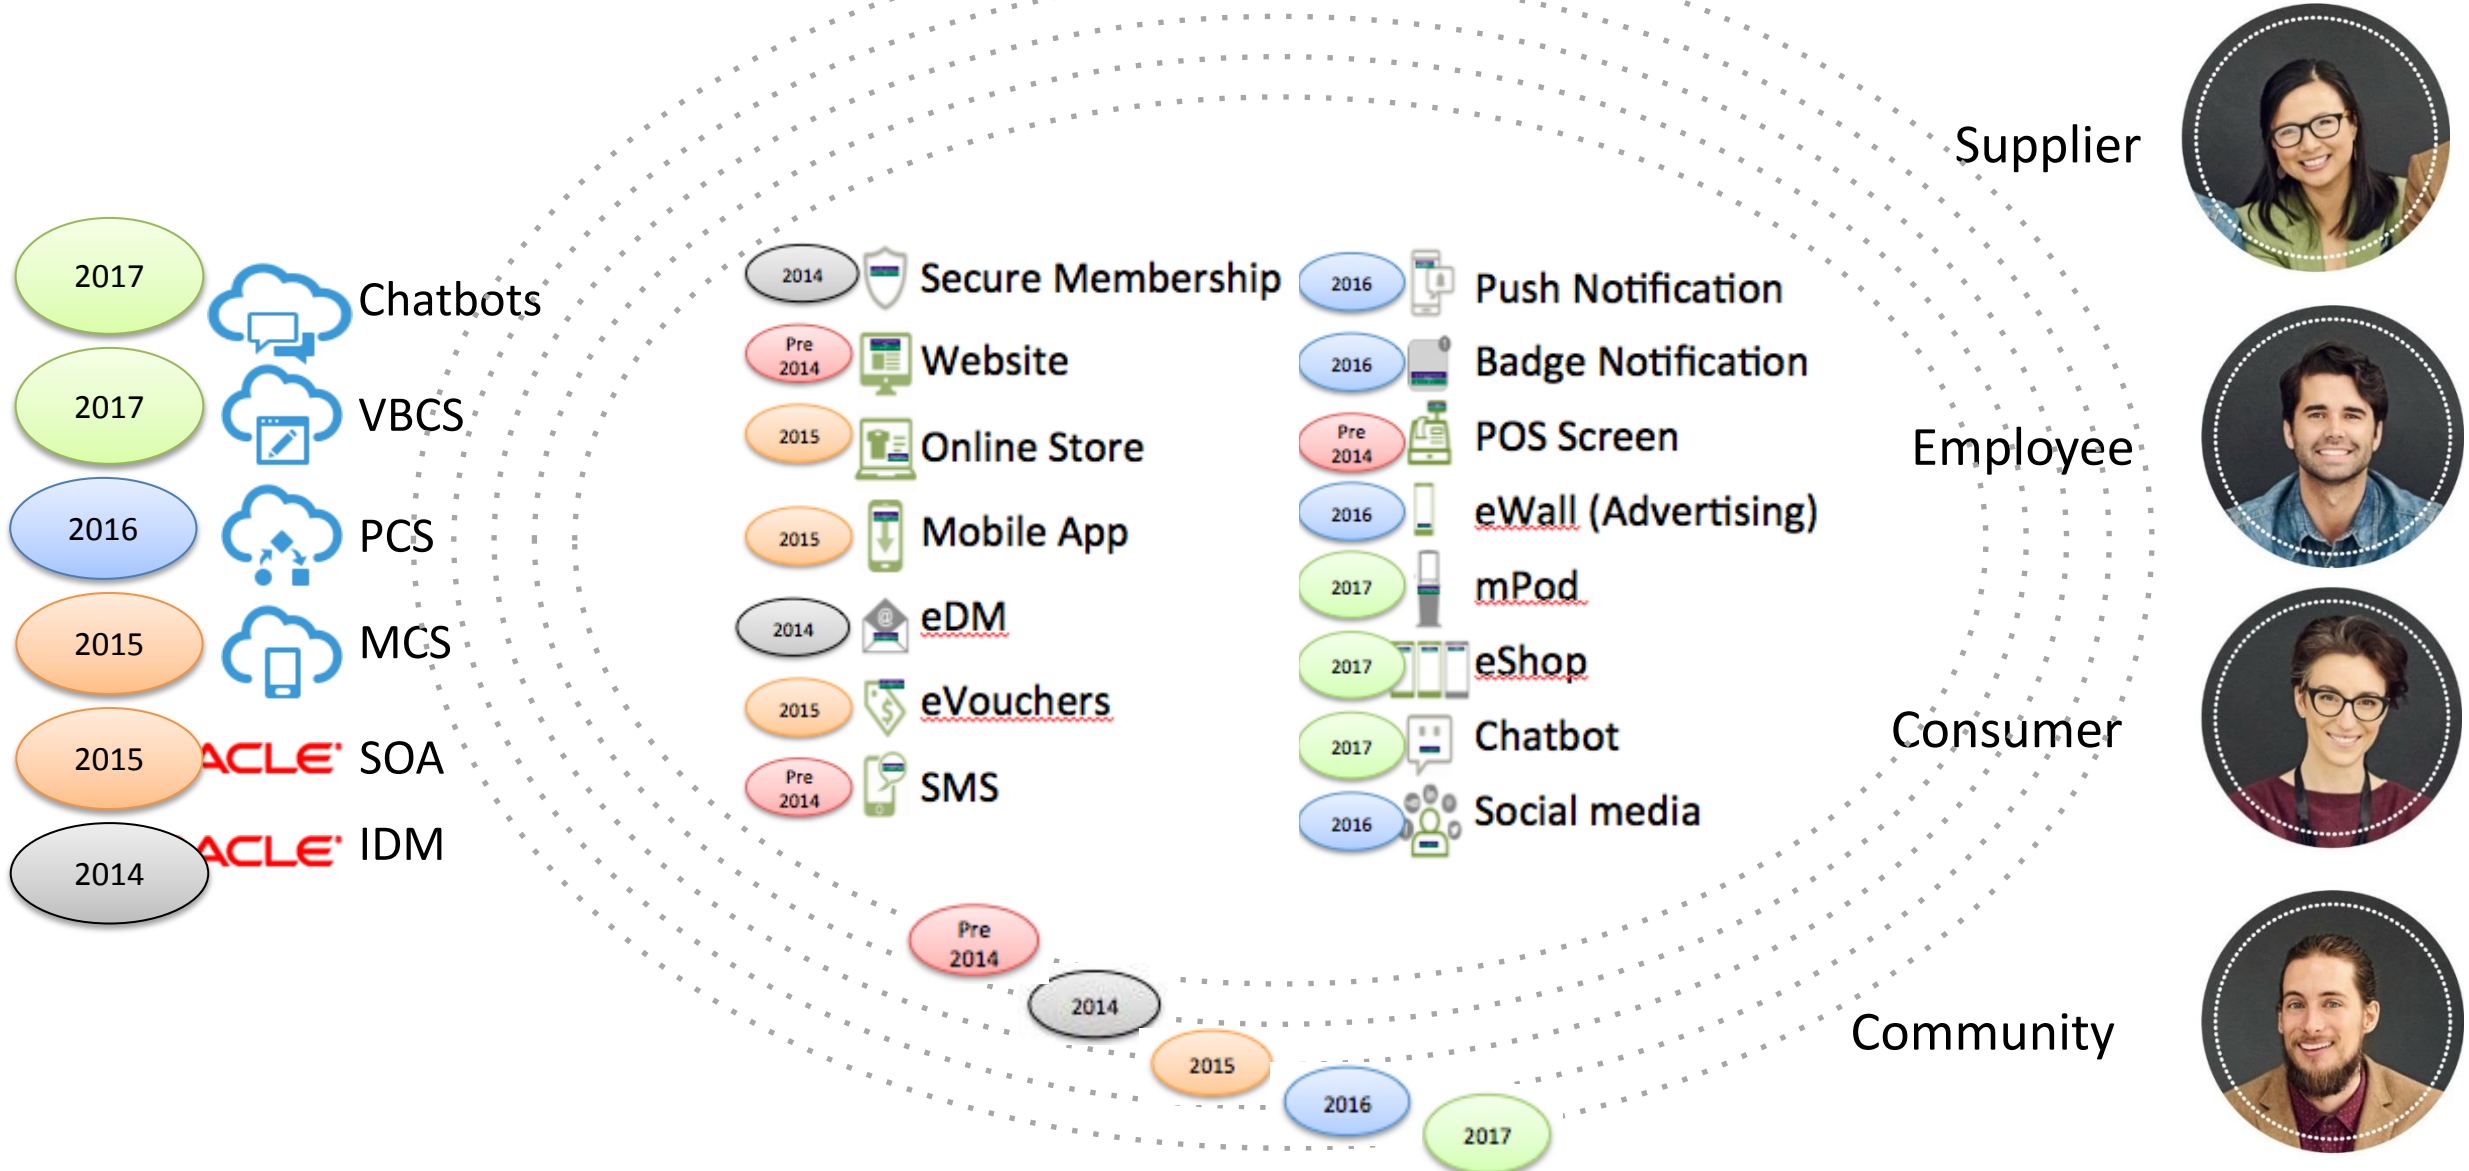 2017
Chatbots
2017
VBCS
2016
PCS
2015
MCS
2015
ACLE
SOA
2014
ACLE
IDM
2014
Secure Membership
Pre
2014
Website
2015
Online Store
2015
Mobile App
2014
@
eDM
2015
$
eVouchers
Pre
2014
SMS
2016
Push Notification
2016
1
Badge Notification
Pre
2014
POS Screen
2016
eWall (Advertising)
2017
mPod
2017
eShop
2017
Chatbot
2016
Social media
Pre
2014
2014
2015
2016
2017
Supplier
Employee
Consumer
Community